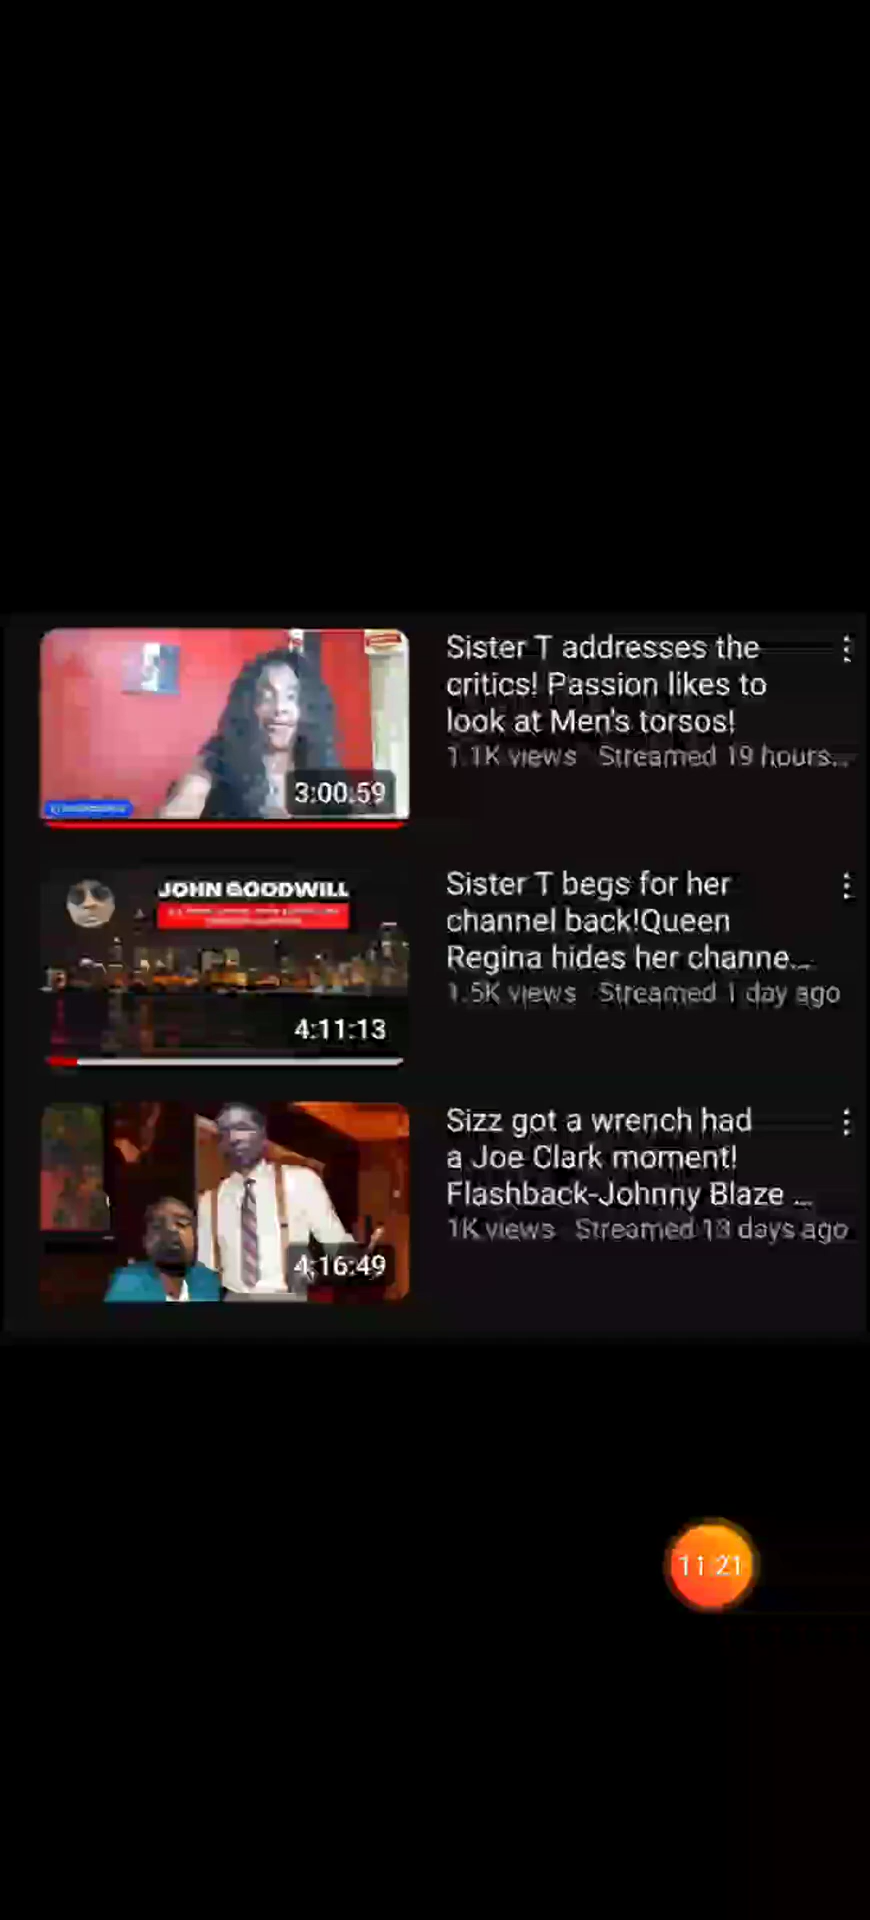 Sister T addresses the
critics! Passion likes to
look at Men's torsos!
1.1K views Streamed 19 hours...
3:00:59
JOHN GOODWILL
Sister T begs for her
channel back!Queen
Regina hides her channe...
1.5K views Streamed 1 day ago
4:11:13
Sizz got a wrench had
a Joe Clark moment!
Flashback-Johnny Blaze ...
1K views Streamed 13 days ago
4:16:49
11:21